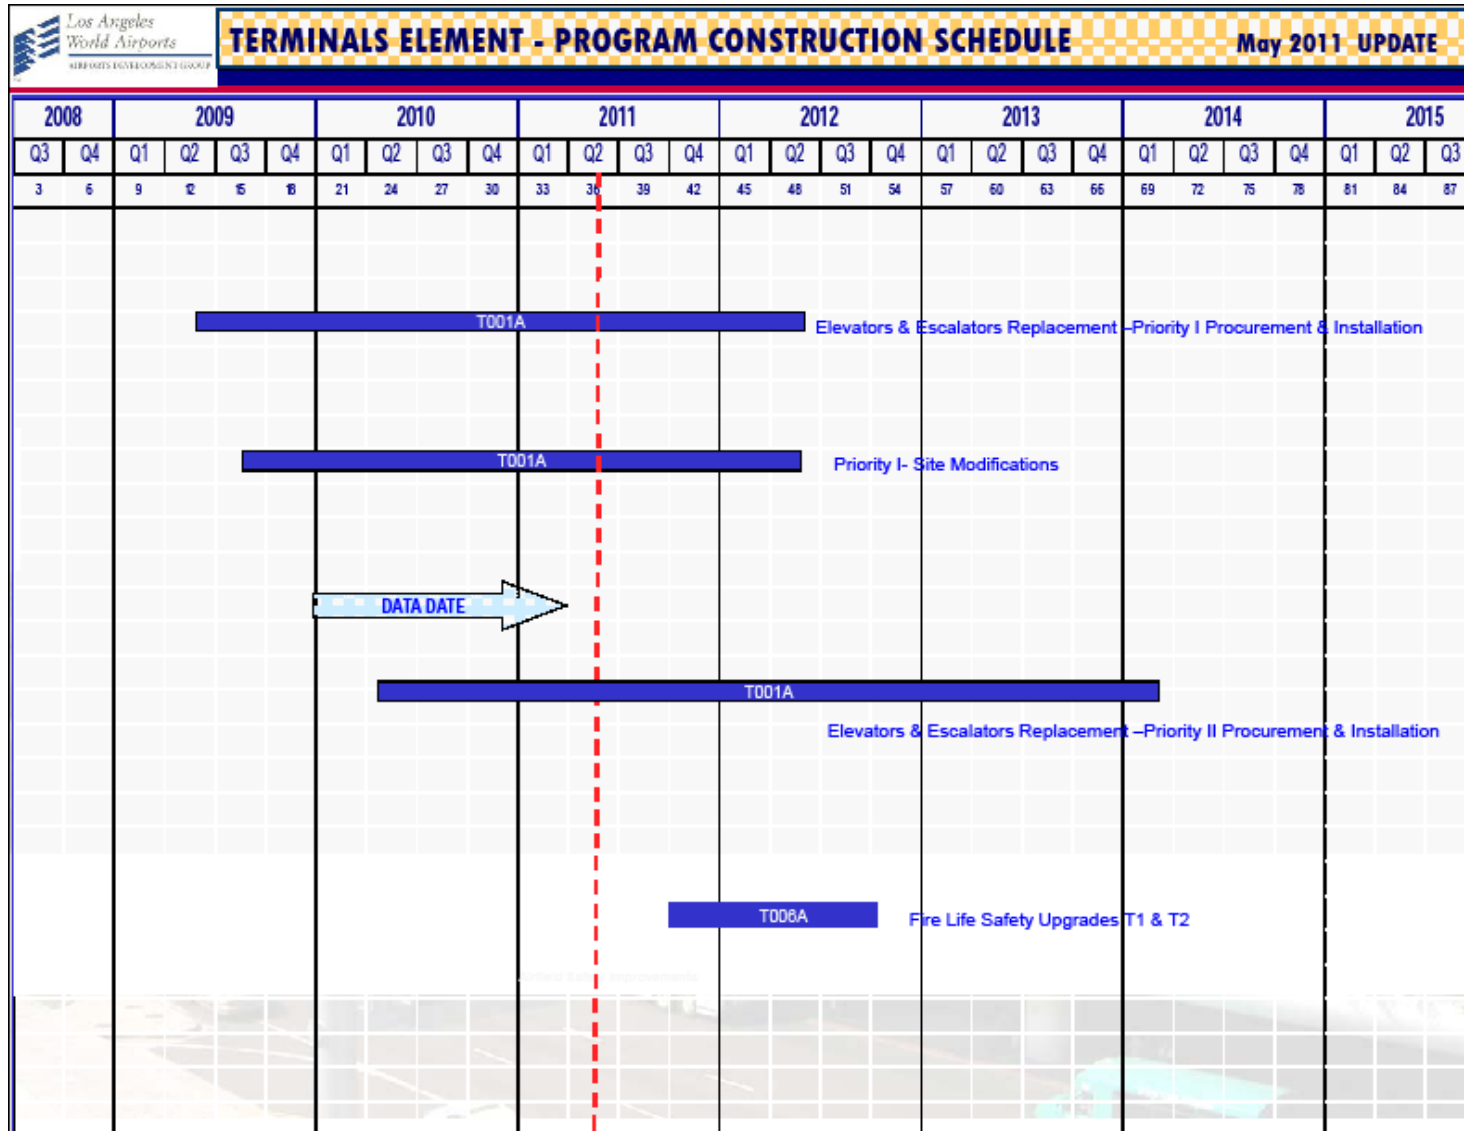 Los Angeles
World Airports
AIRPORTS DEVELOPMENT GROUP
TERMINALS ELEMENT - PROGRAM CONSTRUCTION SCHEDULE May 2011 UPDATE
2008 2009 2010 2011 2012 2013 2014 2015
Q3 Q4 Q1 Q2 Q3 Q4 Q1 Q2 Q3 Q4 Q1 Q2 Q3 Q4 Q1 Q2 Q3 Q4 Q1 Q2 Q3 Q4 Q1 Q2 Q3 Q4 Q1 Q2 Q3
3 6 9 12 15 18 21 24 27 30 33 36 39 42 45 48 51 54 57 60 63 66 69 72 75 78 81 84 87
T001A
Elevators & Escalators Replacement –Priority I Procurement & Installation
T001A
Priority I- Site Modifications
DATA DATE
T001A
Elevators & Escalators Replacement –Priority II Procurement & Installation
T006A
Fire Life Safety Upgrades T1 & T2